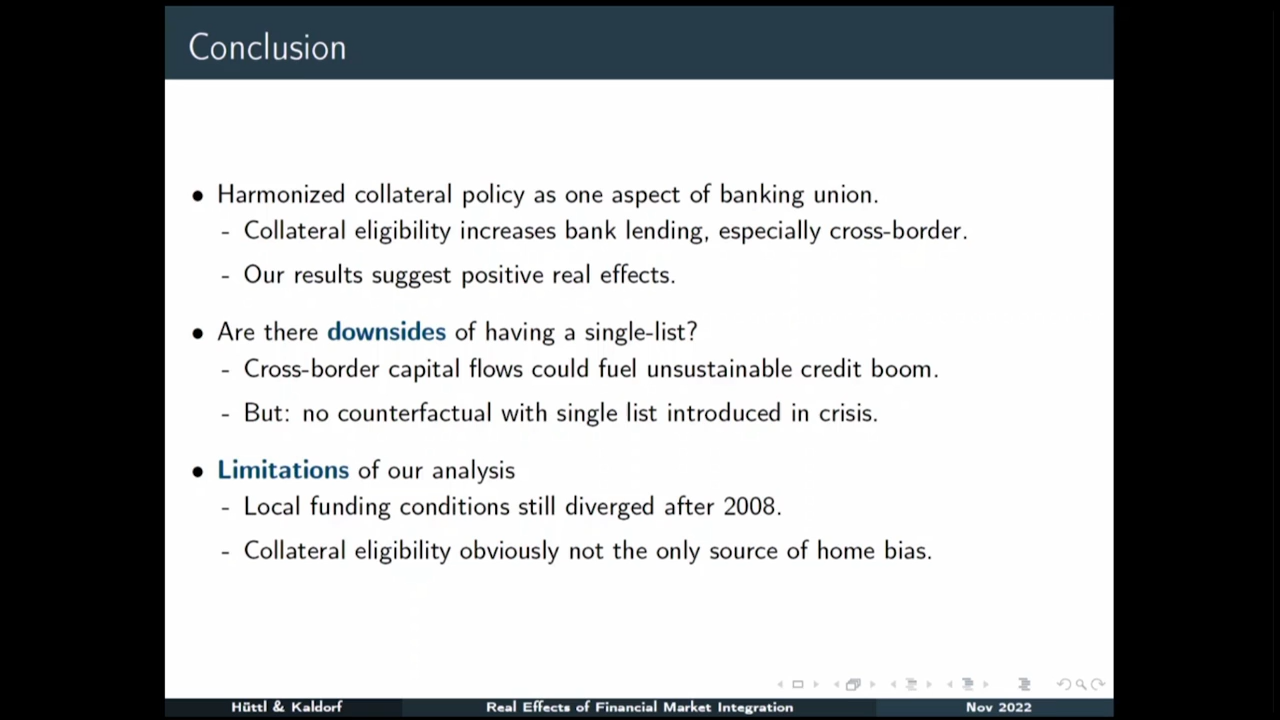 Conclusion
• Harmonized collateral policy as one aspect of banking union.
- Collateral eligibility increases bank lending, especially cross-border.
- Our results suggest positive real effects.
• Are there downsides of having a single-list?
- Cross-border capital flows could fuel unsustainable credit boom.
- But: no counterfactual with single list introduced in crisis.
• Limitations of our analysis
- Local funding conditions still diverged after 2008.
- Collateral eligibility obviously not the only source of home bias.
Hüttl & Kaldorf Real Effects of Financial Market Integration Nov 2022